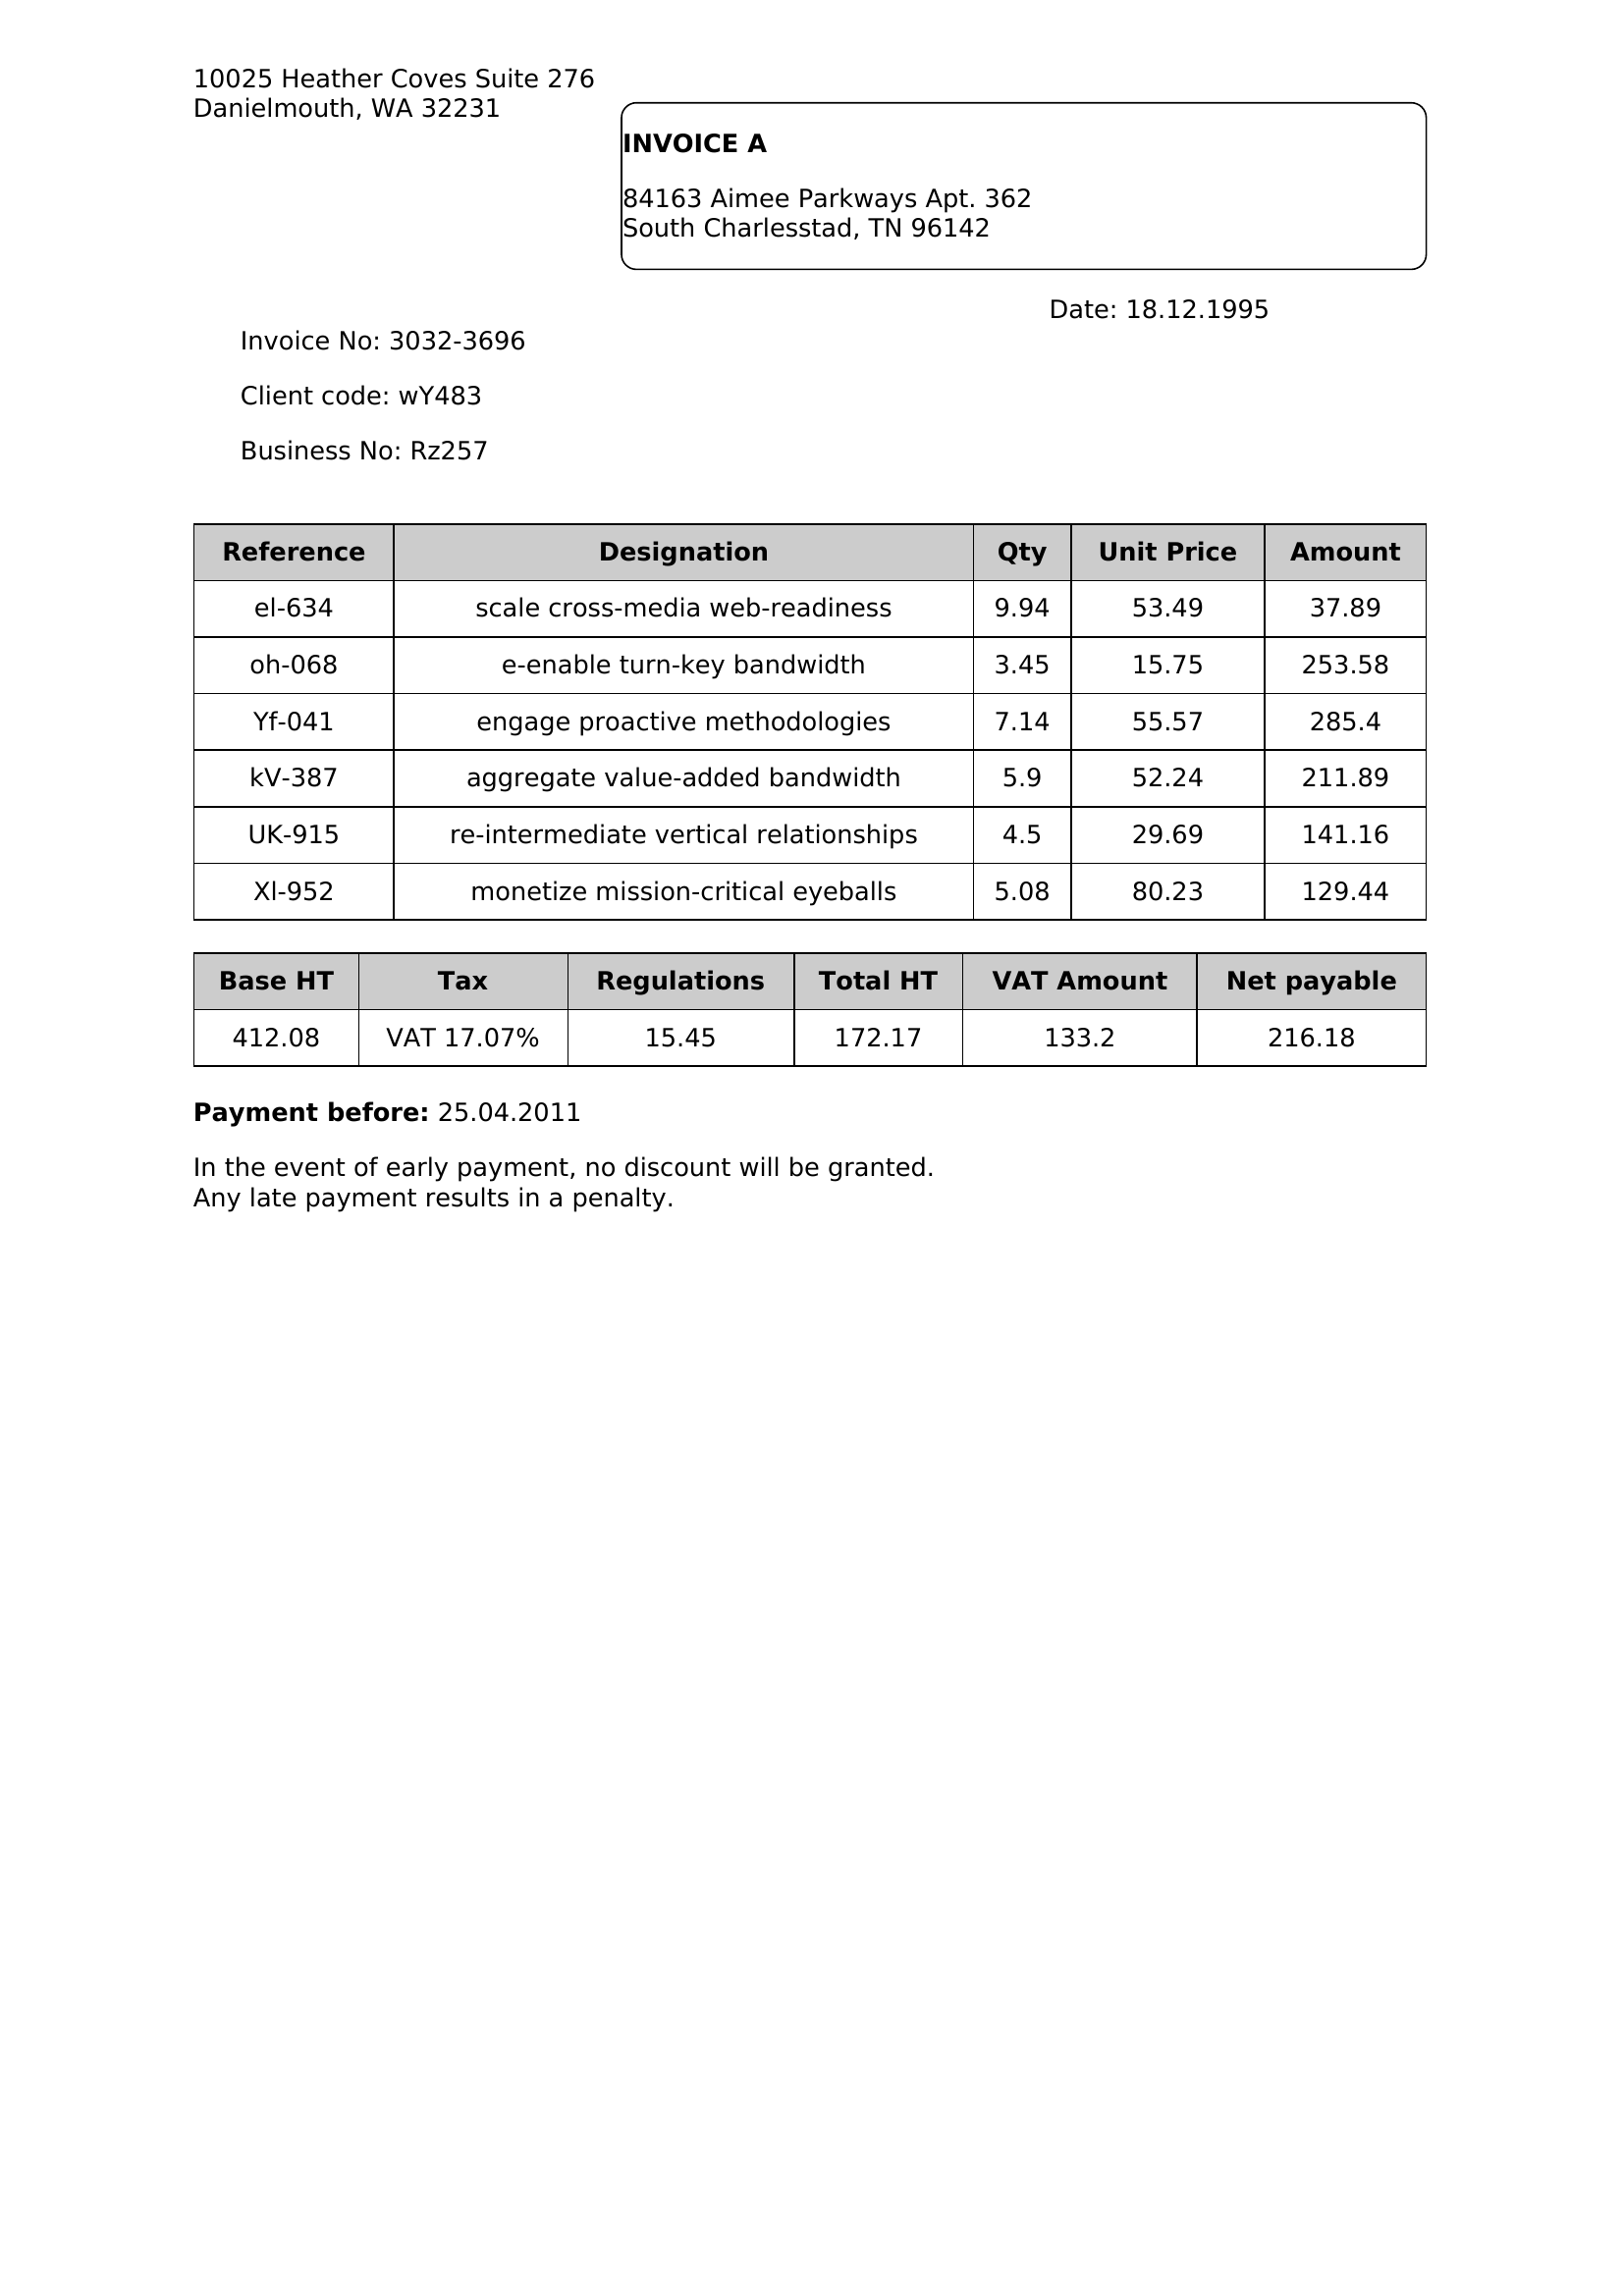 10025 Heather Coves Suite 276
Danielmouth, WA 32231
INVOICE A
84163 Aimee Parkways Apt. 362
South Charlesstad, TN 96142
Date: 18.12.1995
Invoice No: 3032-3696
Client code: wY483
Business No: Rz257
Reference Designation Qty Unit Price Amount
el-634 scale cross-media web-readiness 9.94 53.49 37.89
oh-068 e-enable turn-key bandwidth 3.45 15.75 253.58
Yf-041 engage proactive methodologies 7.14 55.57 285.4
kV-387 aggregate value-added bandwidth 5.9 52.24 211.89
UK-915 re-intermediate vertical relationships 4.5 29.69 141.16
Xl-952 monetize mission-critical eyeballs 5.08 80.23 129.44
Base HT Tax Regulations Total HT VAT Amount Net payable
412.08 VAT 17.07% 15.45 172.17 133.2 216.18
Payment before: 25.04.2011
In the event of early payment, no discount will be granted.
Any late payment results in a penalty.